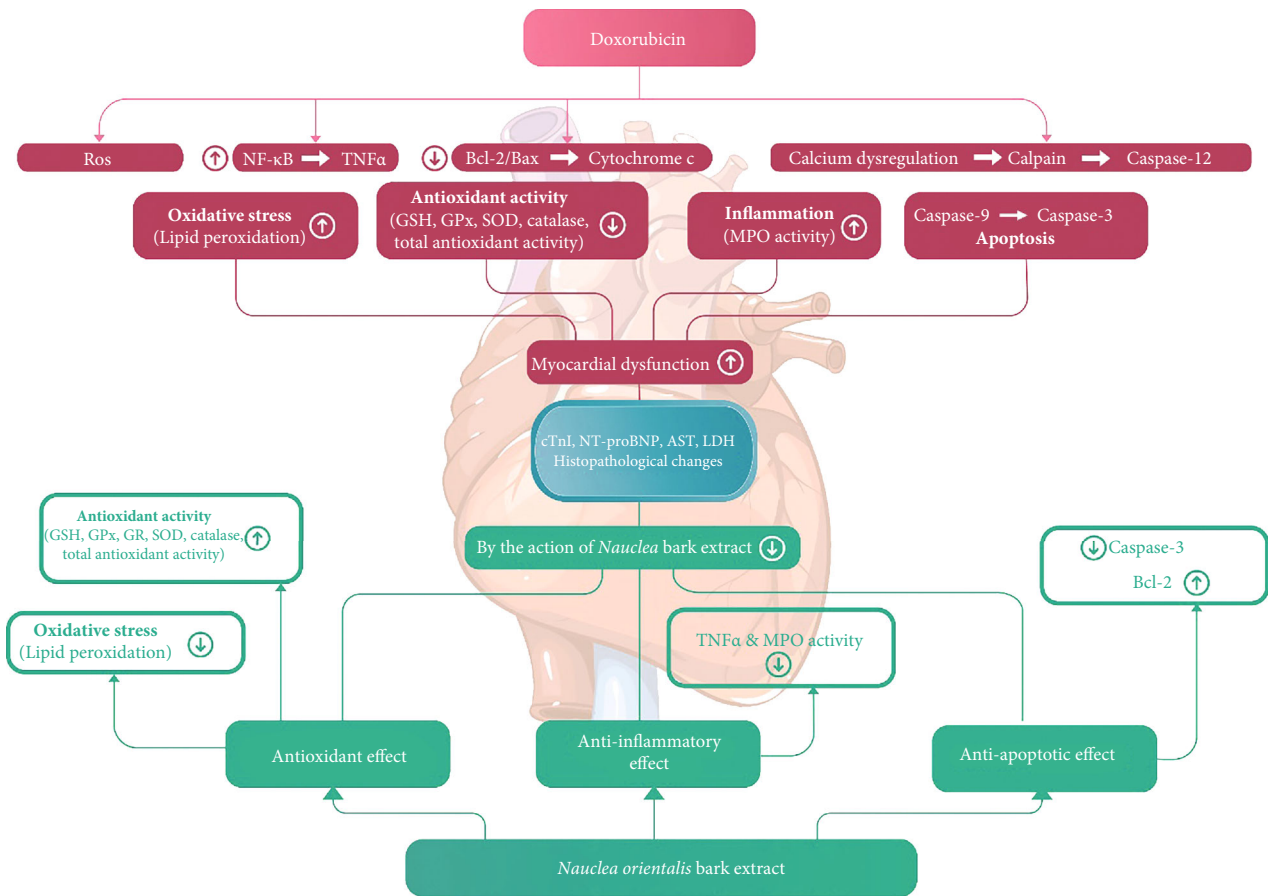 Doxorubicin
Ros
NF-κB → TNFα
Bcl-2/Bax → Cytochrome c
Calcium dysregulation → Calpain → Caspase-12
Oxidative stress
(Lipid peroxidation)
Antioxidant activity
(GSH, GPx, SOD, catalase,
total antioxidant activity)
Inflammation
(MPO activity)
Caspase-9 → Caspase-3
Apoptosis
Myocardial dysfunction
cTnI, NT-proBNP, AST, LDH
Histopathological changes
By the action of Nauclea bark extract
Antioxidant activity
(GSH, GPx, GR, SOD, catalase,
total antioxidant activity)
Oxidative stress
(Lipid peroxidation)
TNFα & MPO activity
Caspase-3
Bcl-2
Antioxidant effect
Anti-inflammatory
effect
Anti-apoptotic effect
Nauclea orientalis bark extract